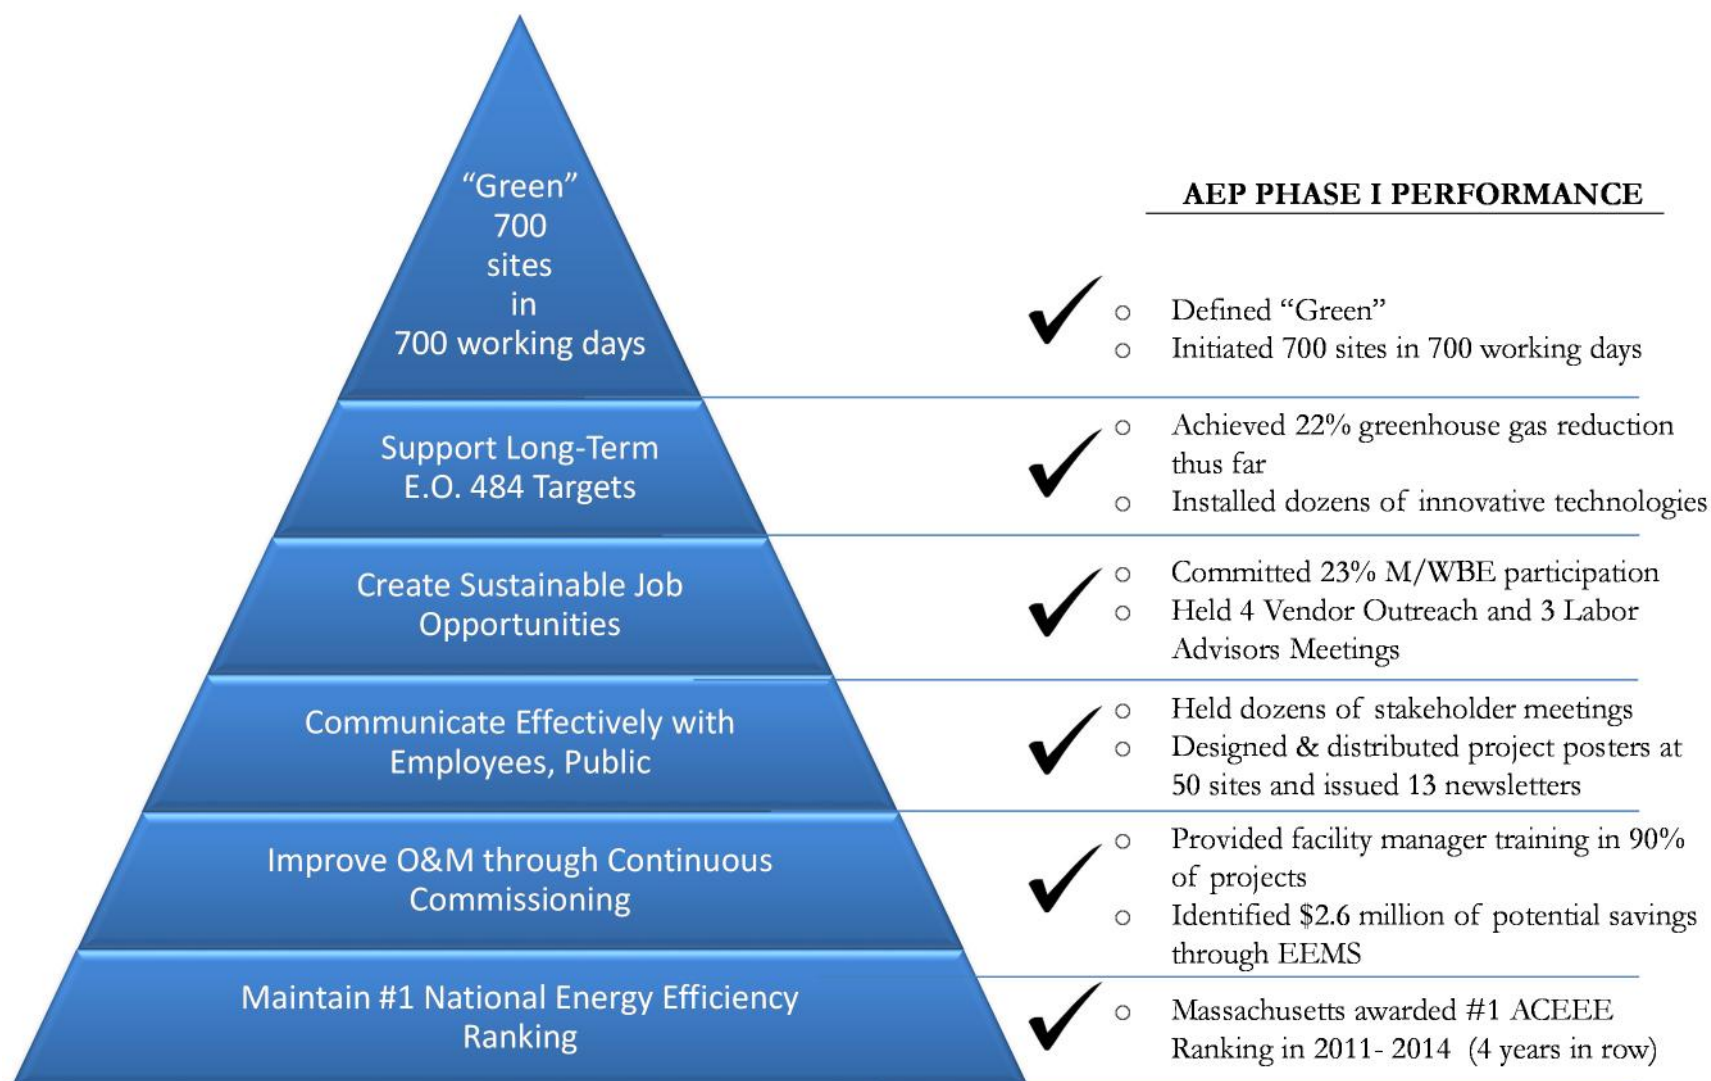 “Green”
700
sites
in
700 working days
Support Long-Term
E.O. 484 Targets
Create Sustainable Job
Opportunities
Communicate Effectively with
Employees, Public
Improve O&M through Continuous
Commissioning
Maintain #1 National Energy Efficiency
Ranking
AEP PHASE I PERFORMANCE
Defined “Green”
Initiated 700 sites in 700 working days
Achieved 22% greenhouse gas reduction
thus far
Installed dozens of innovative technologies
Committed 23% M/WBE participation
Held 4 Vendor Outreach and 3 Labor
Advisors Meetings
Held dozens of stakeholder meetings
Designed & distributed project posters at
50 sites and issued 13 newsletters
Provided facility manager training in 90%
of projects
Identified $2.6 million of potential savings
through EEMS
Massachusetts awarded #1 ACEEE
Ranking in 2011- 2014 (4 years in row)